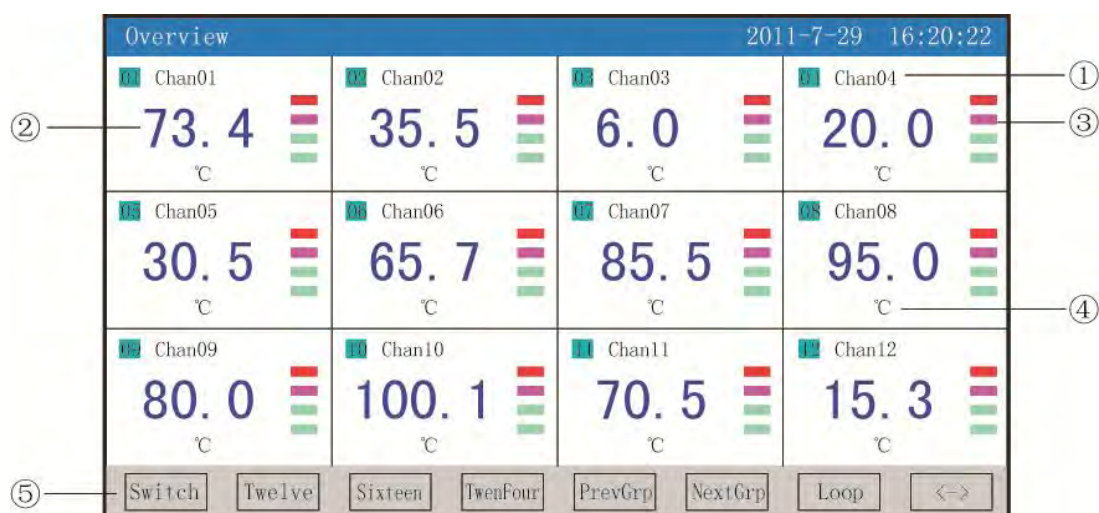 Overview 2011-7-29 16:20:22
01 Chan01 02 Chan02 03 Chan03 04 Chan04 ①
② 73.4 35.5 6.0 20.0 ③
℃ ℃ ℃ ℃
05 Chan05 06 Chan06 07 Chan07 08 Chan08
30.5 65.7 85.5 95.0
℃ ℃ ℃ ℃ ④
09 Chan09 10 Chan10 11 Chan11 12 Chan12
80.0 100.1 70.5 15.3
℃ ℃ ℃ ℃
⑤ Switch Twelve Sixteen TwenFour PrevGrp NextGrp Loop <->